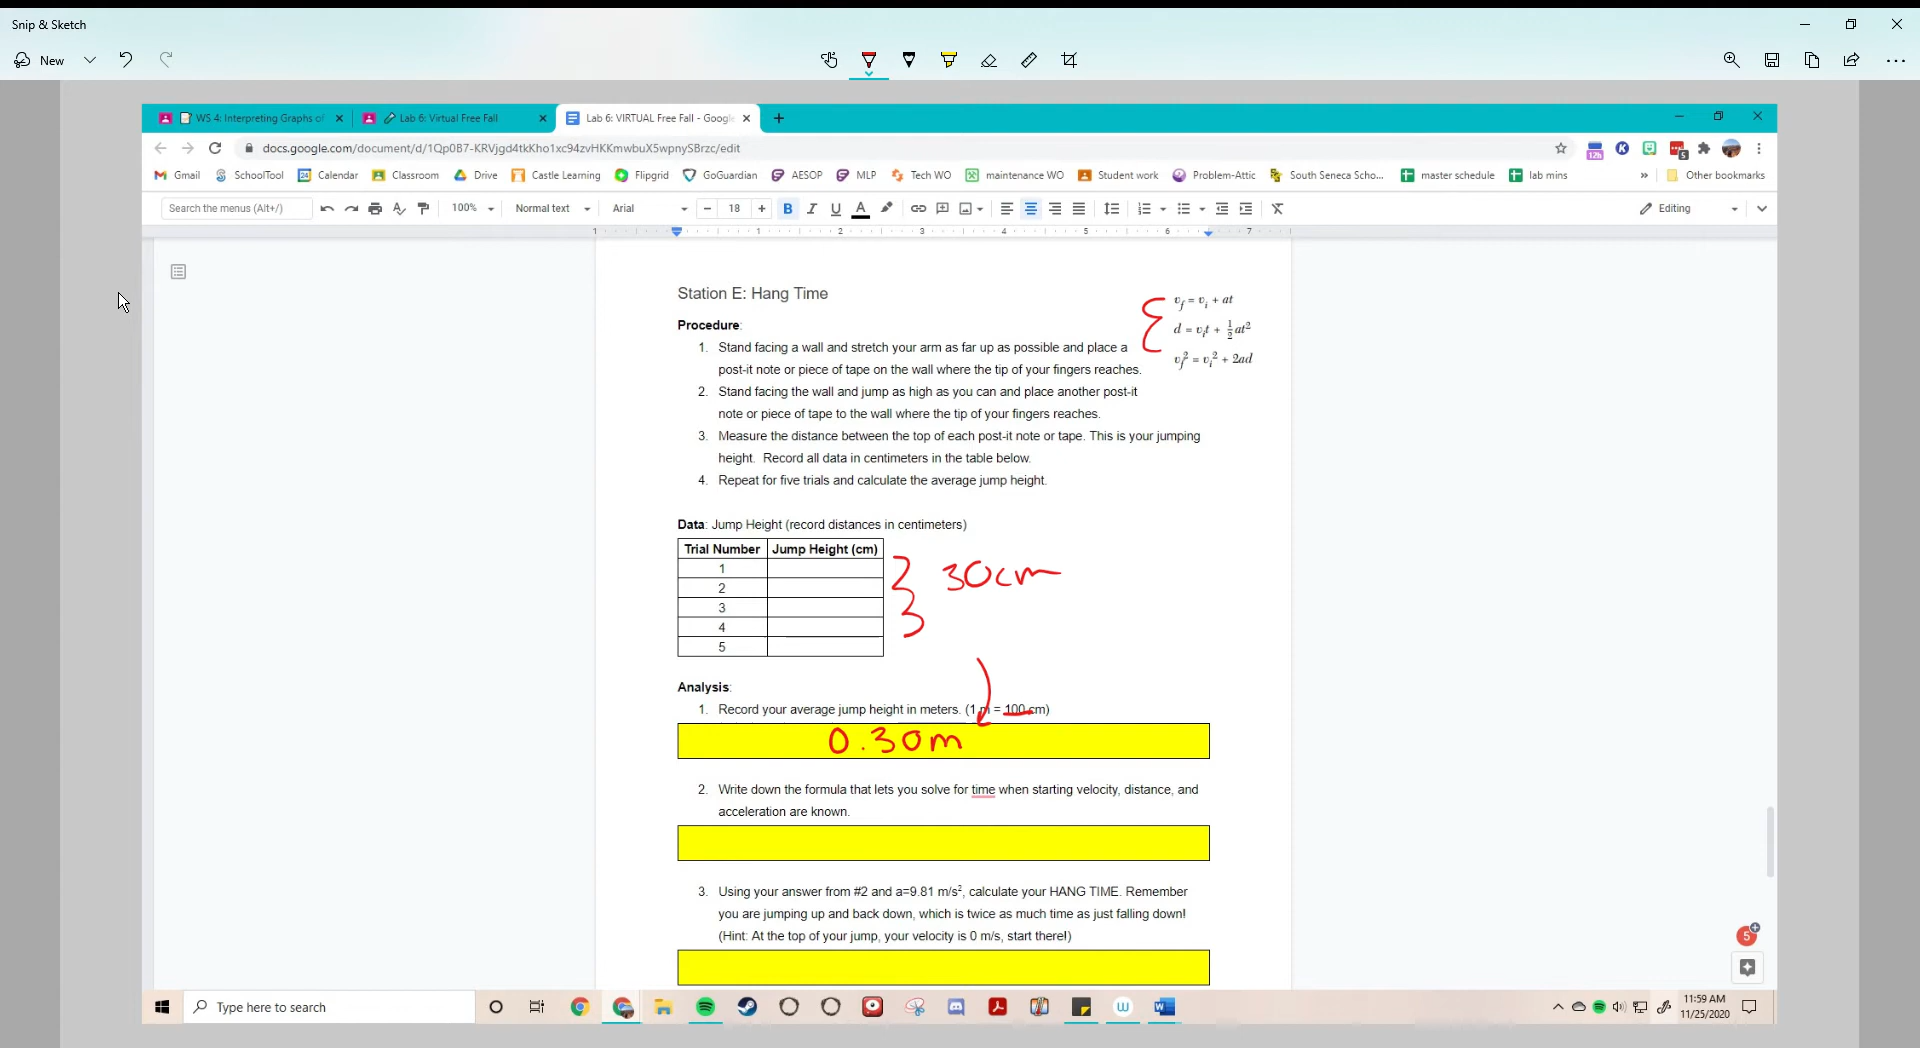 Snip & Sketch
New
WS 4: Interpreting Graphs of
Lab 6: Virtual Free Fall
Lab 6: VIRTUAL Free Fall - Google
docs.google.com/document/d/1Qp0B7-KRVjgd4tkKho1xc94zvHKKmwbuX5wpnySBrzc/edit
12h
K
5
Gmail
SchoolTool
24
Calendar
Classroom
Drive
Castle Learning
Flipgrid
GoGuardian
AESOP
MLP
Tech WO
maintenance WO
Student work
Problem-Attic
South Seneca Scho...
master schedule
lab mins
»
Other bookmarks
Search the menus (Alt+/)
100%
Normal text
Arial
− 18 +
B I U A
Editing
1 1 2 3 4 5 6 7
Station E: Hang Time
v_f = v_i + at
d = v_i t + 1/2 at²
v_f² = v_i² + 2ad
Procedure:
1. Stand facing a wall and stretch your arm as far up as possible and place a
post-it note or piece of tape on the wall where the tip of your fingers reaches.
2. Stand facing the wall and jump as high as you can and place another post-it
note or piece of tape to the wall where the tip of your fingers reaches.
3. Measure the distance between the top of each post-it note or tape. This is your jumping
height. Record all data in centimeters in the table below.
4. Repeat for five trials and calculate the average jump height.
Data: Jump Height (record distances in centimeters)
Trial Number Jump Height (cm)
1
2
3
4
5
30cm
Analysis:
1. Record your average jump height in meters. (1 m = 100 cm)
0.30m
2. Write down the formula that lets you solve for time when starting velocity, distance, and
acceleration are known.
3. Using your answer from #2 and a=9.81 m/s², calculate your HANG TIME. Remember
you are jumping up and back down, which is twice as much time as just falling down!
(Hint: At the top of your jump, your velocity is 0 m/s, start there!)
5
Type here to search
W
11:59 AM
11/25/2020